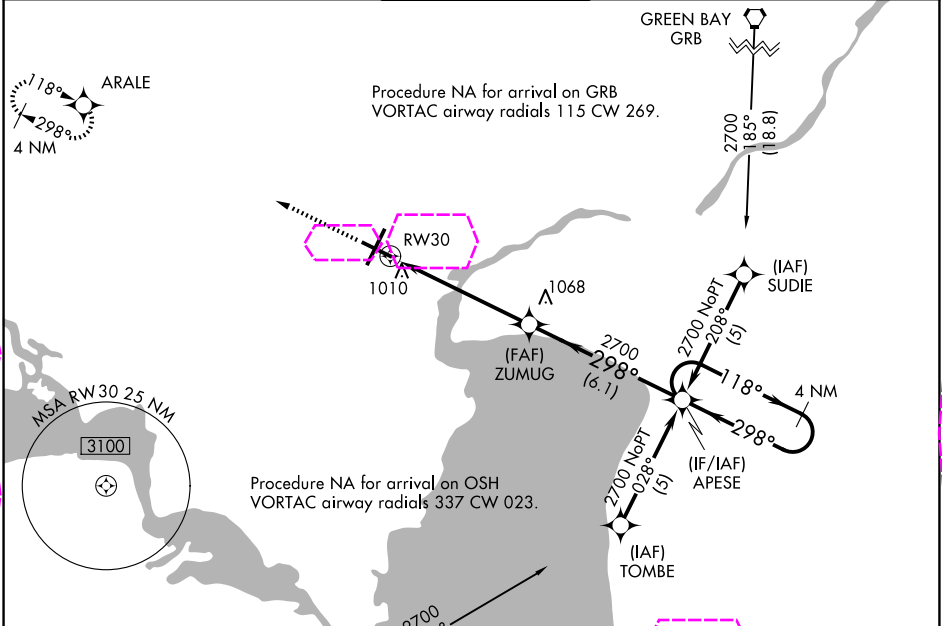 GREEN BAY
GRB
118°
ARALE
298°
4 NM
Procedure NA for arrival on GRB
VORTAC airway radials 115 CW 269.
2700
185°
(18.8)
RW30
1010
1068
(IAF)
SUDIE
2700 NoPT
208°
(5)
(FAF)
ZUMUG
2700
298°
(6.1)
118°
4 NM
298°
(IF/IAF)
APESE
MSA RW30 25 NM
3100
Procedure NA for arrival on OSH
VORTAC airway radials 337 CW 023.
2700 NoPT
028°
(5)
(IAF)
TOMBE
2700